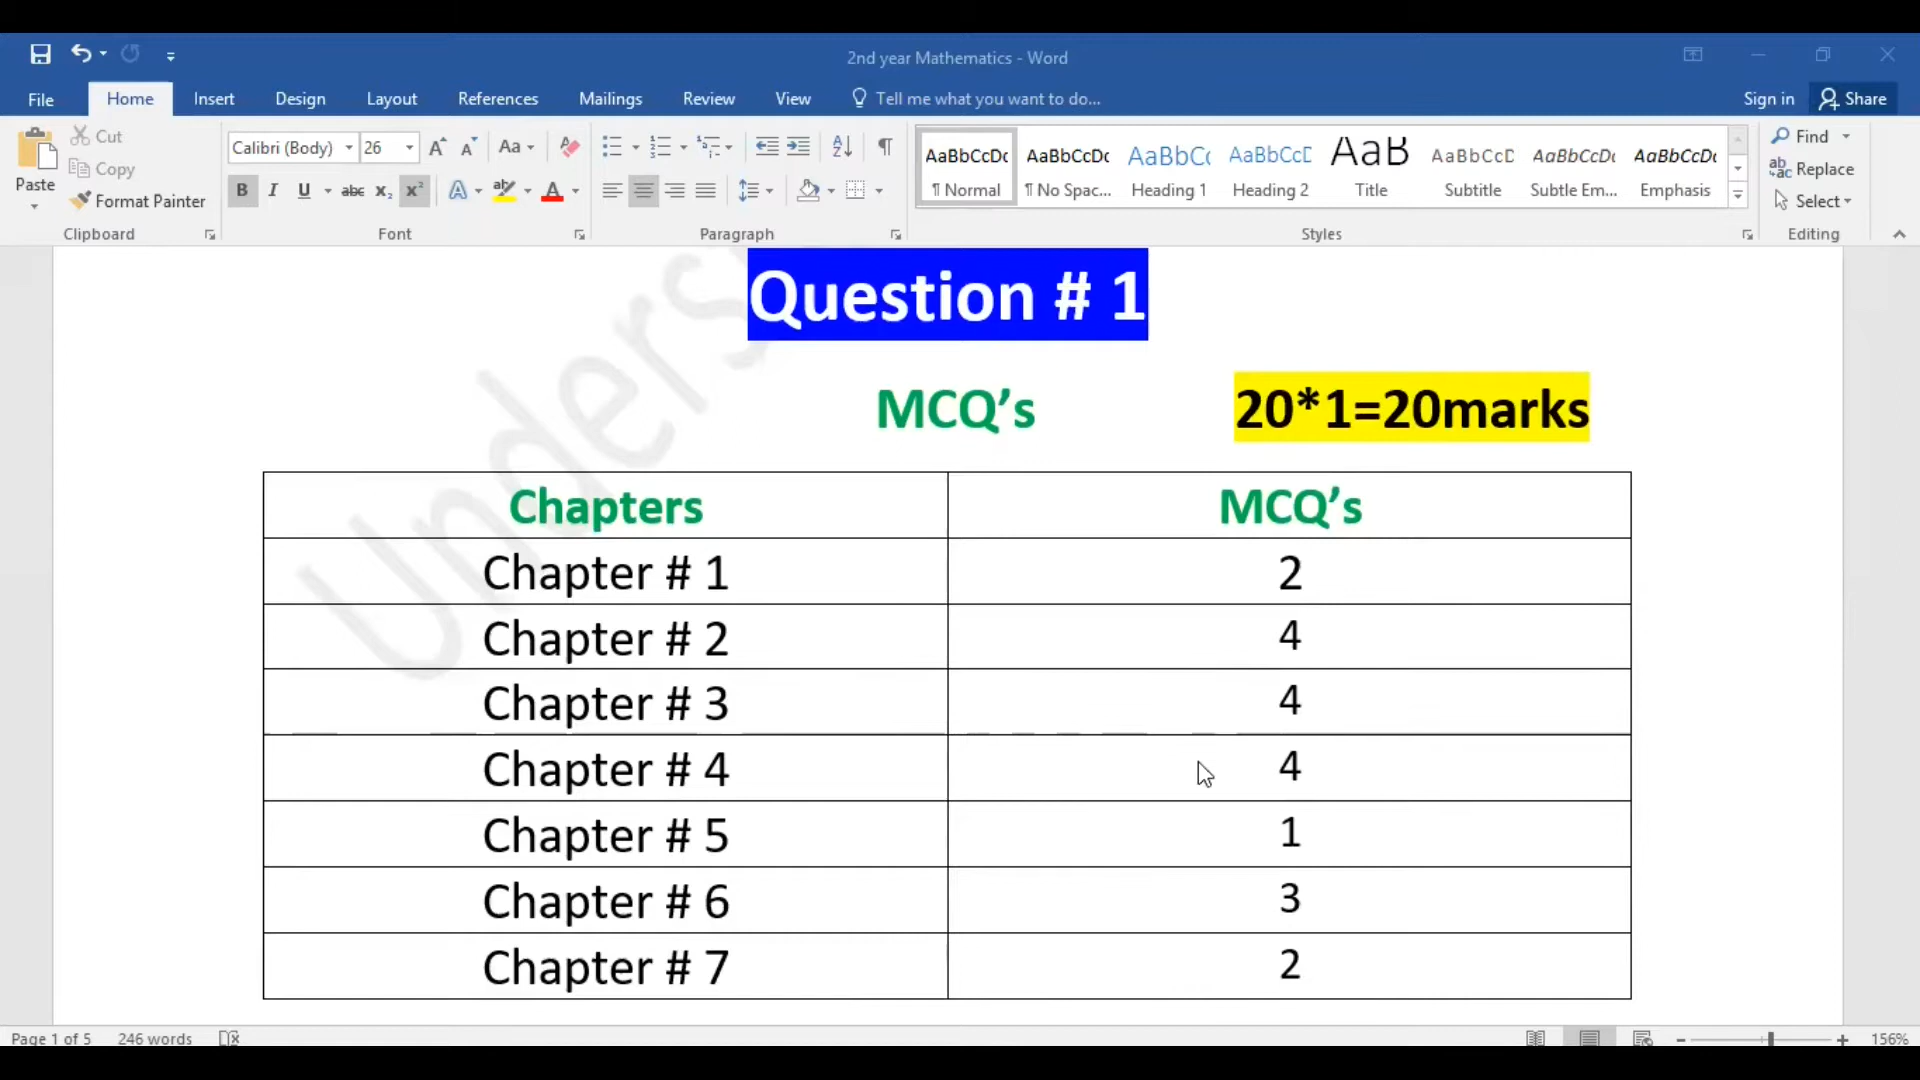 2nd year Mathematics - Word
File Home Insert Design Layout References Mailings Review View Tell me what you want to do... Sign in Share
Paste
Cut
Copy
Format Painter
Clipboard
Calibri (Body) 26
Font
Paragraph
AaBbCcDc AaBbCcDc AaBbC( AaBbCcC AaB AaBbCcC AaBbCcDc AaBbCcDc
¶ Normal ¶ No Spac... Heading 1 Heading 2 Title Subtitle Subtle Em... Emphasis
Styles
Find
Replace
Select
Editing
Question # 1
MCQ’s 20*1=20marks
Chapters MCQ’s
Chapter # 1 2
Chapter # 2 4
Chapter # 3 4
Chapter # 4 4
Chapter # 5 1
Chapter # 6 3
Chapter # 7 2
Unders
Page 1 of 5 246 words 156%